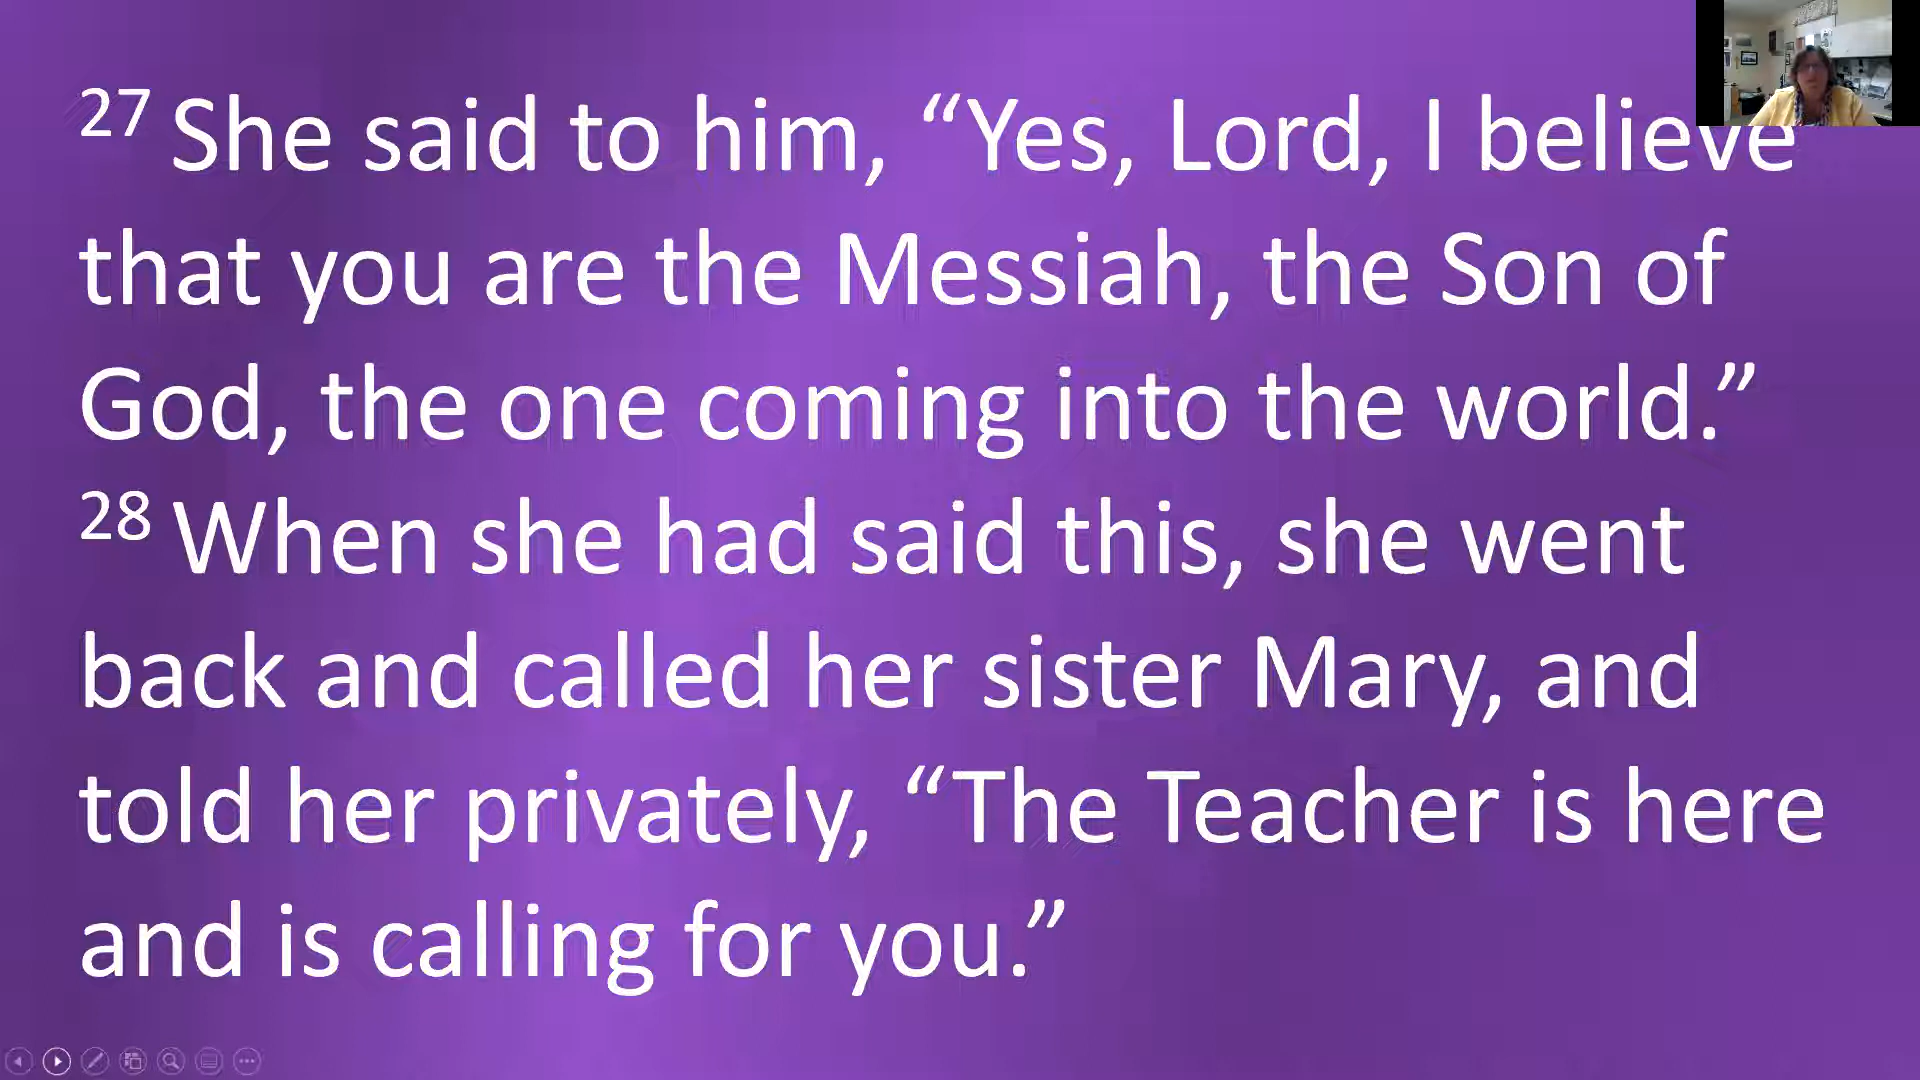 27 She said to him, “Yes, Lord, I believe
that you are the Messiah, the Son of
God, the one coming into the world.”
28 When she had said this, she went
back and called her sister Mary, and
told her privately, “The Teacher is here
and is calling for you.”